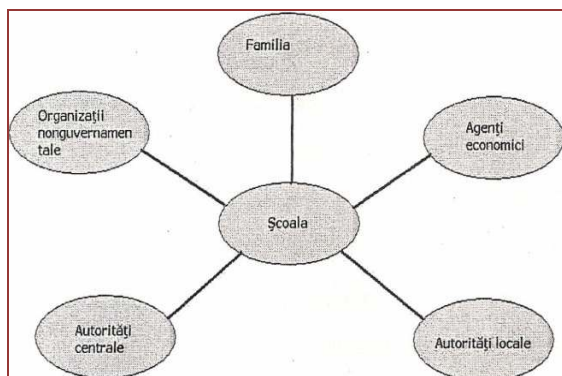 Familia
Organizații
nonguvernamen
tale
Agenți
economici
Școala
Autorități
centrale
Autorități locale